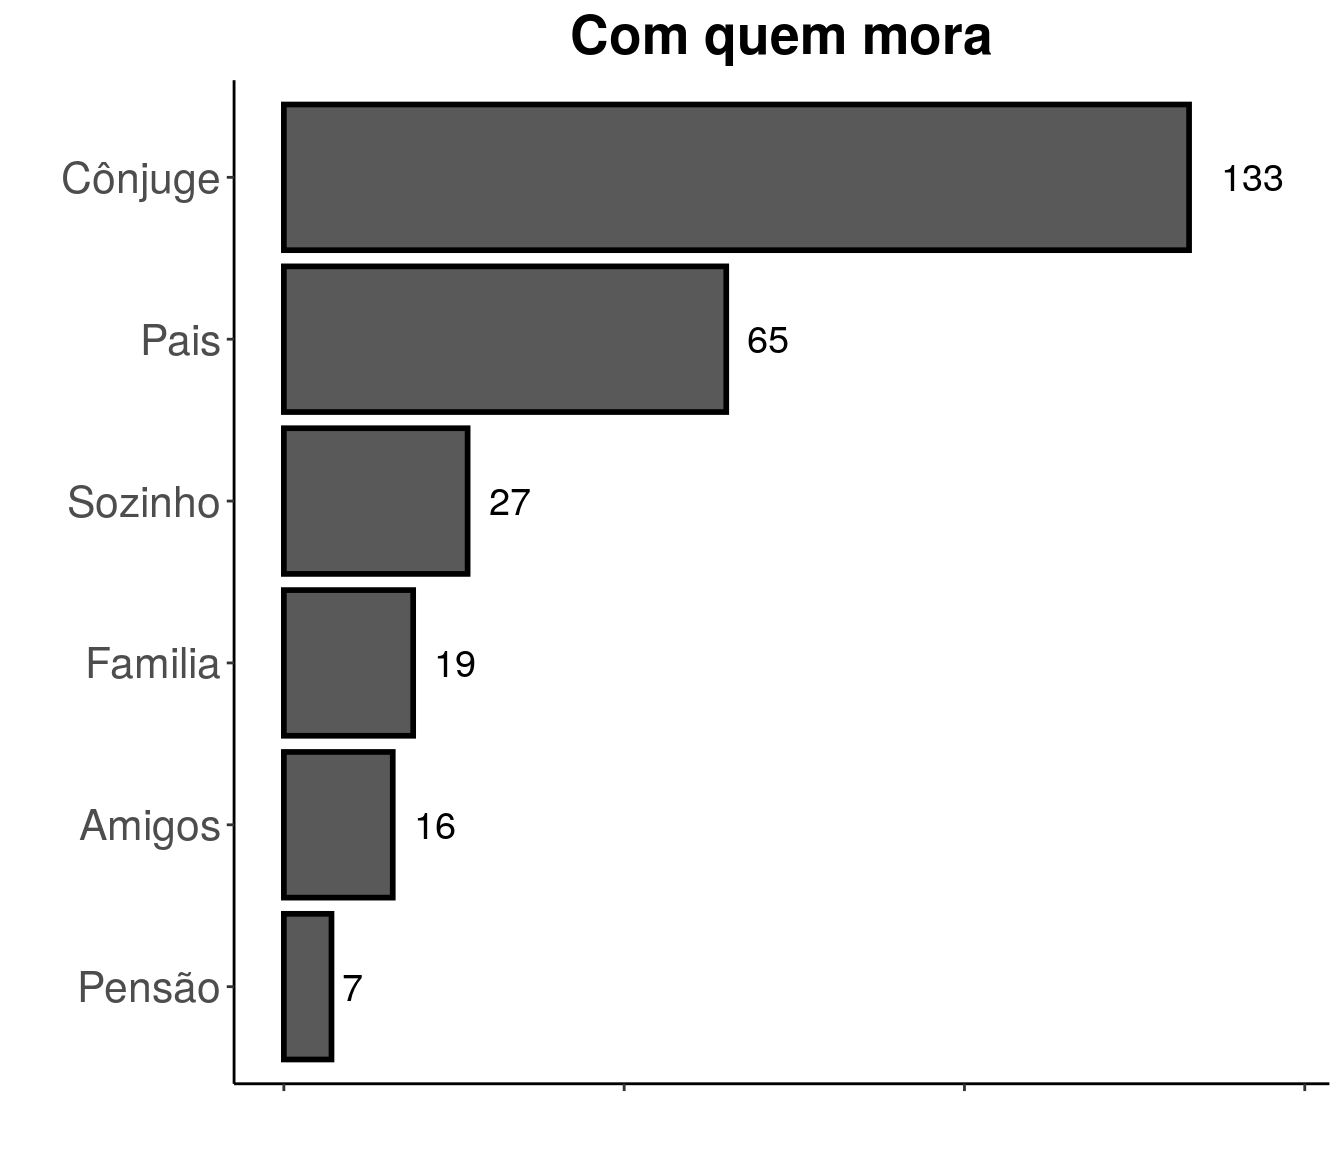 Com quem mora
Cônjuge 133
Pais 65
Sozinho 27
Familia 19
Amigos 16
Pensão 7